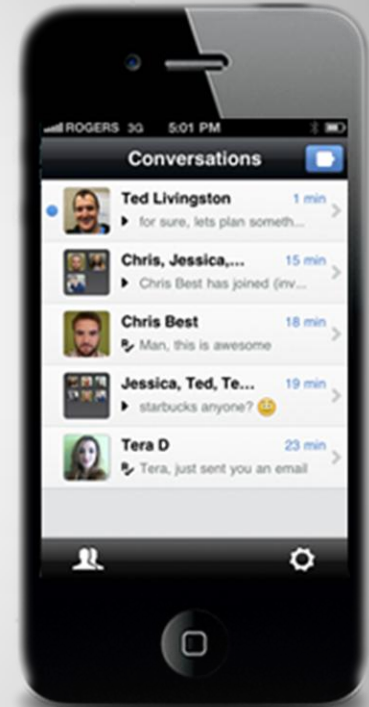 ROGERS 3G 5:01 PM
Conversations
Ted Livingston 1 min
for sure, lets plan someth...
Chris, Jessica,... 15 min
Chris Best has joined (inv...
Chris Best 18 min
R Man, this is awesome
Jessica, Ted, Te... 19 min
starbucks anyone?
Tera D 23 min
R Tera, just sent you an email